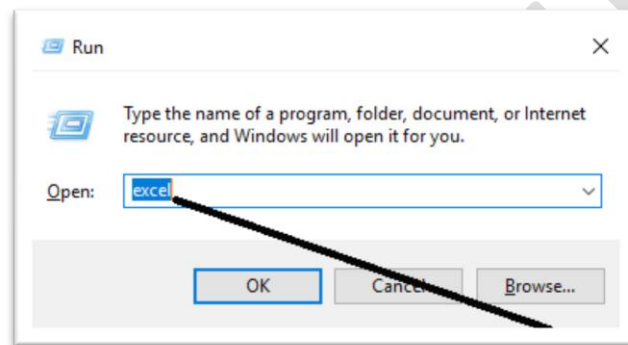 Run
Type the name of a program, folder, document, or Internet
resource, and Windows will open it for you.
Open: excel
OK Cancel Browse...